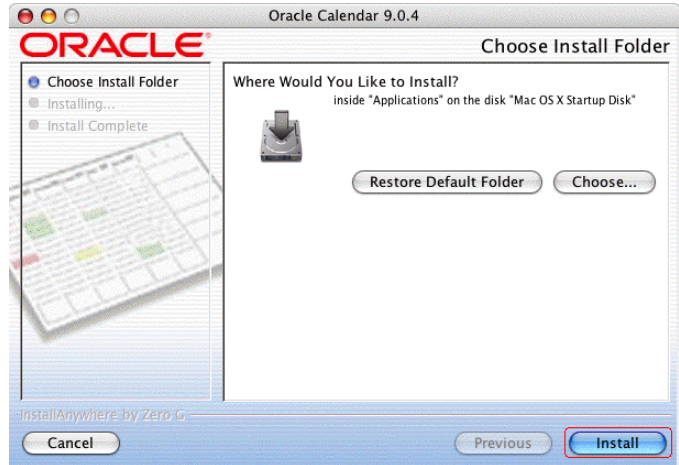 Oracle Calendar 9.0.4
ORACLE®
Choose Install Folder
Choose Install Folder
Installing...
Install Complete
Where Would You Like to Install?
inside "Applications" on the disk "Mac OS X Startup Disk"
Restore Default Folder
Choose...
InstallAnywhere by Zero G
Cancel
Previous
Install